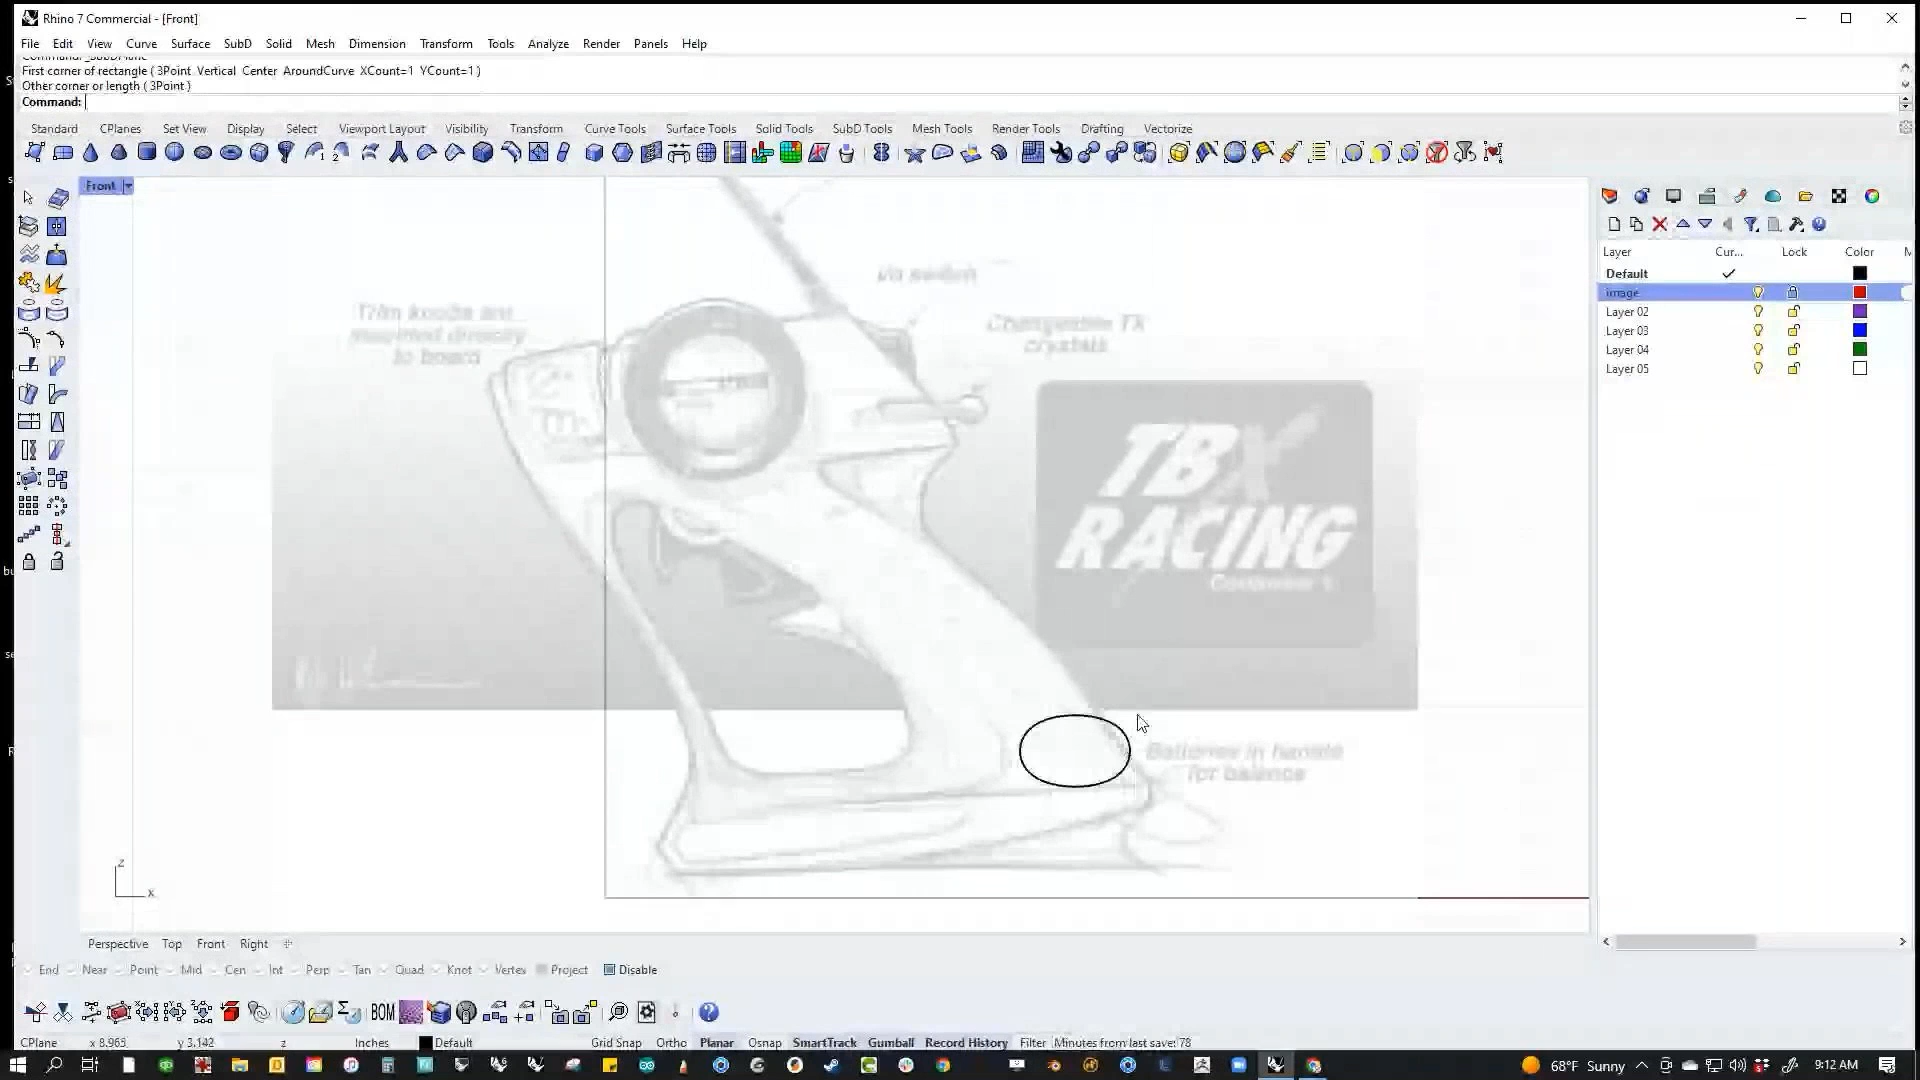 Rhino 7 Commercial - [Front]
File Edit View Curve Surface SubD Solid Mesh Dimension Transform Tools Analyze Render Panels Help
First corner of rectangle ( 3Point Vertical Center AroundCurve XCount=1 YCount=1 )
Other corner or length ( 3Point )
Command:
Standard CPlanes Set View Display Select Viewport Layout Visibility Transform Curve Tools Surface Tools Solid Tools SubD Tools Mesh Tools Render Tools Drafting Vectorize
Front
Layer Cur... Lock Color M
Default
image
Layer 02
Layer 03
Layer 04
Layer 05
Trim knobs are
mounted directly
to board
switch
Changeable TX
crystals
TBX
RACING
Batteries in handle
for balance
z
x
Perspective Top Front Right
End Near Point Mid Cen Int Perp Tan Quad Knot Vertex Project Disable
BOM
CPlane x 8.965 y 3.142 z Inches Default Grid Snap Ortho Planar Osnap SmartTrack Gumball Record History Filter Minutes from last save: 78
68°F Sunny 9:12 AM